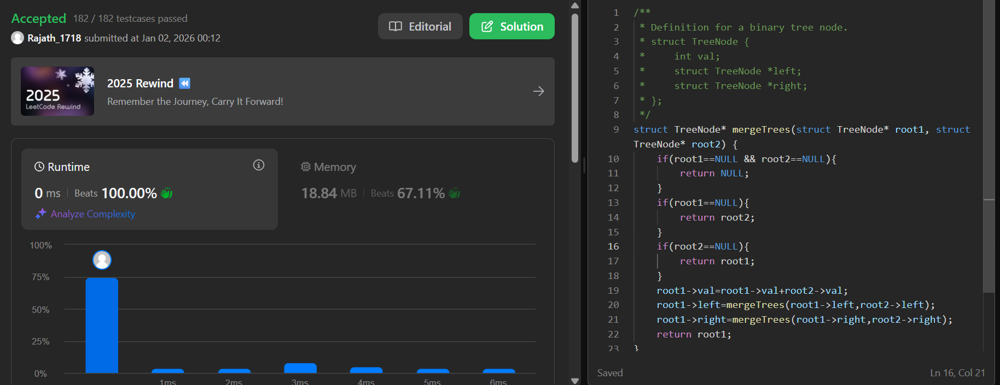 Accepted 182 / 182 testcases passed
Rajath_1718 submitted at Jan 02, 2026 00:12
Editorial
Solution
2025
LeetCode Rewind
2025 Rewind ⏪
Remember the Journey, Carry It Forward!
Runtime
0 ms | Beats 100.00%
Analyze Complexity
Memory
18.84 MB | Beats 67.11%
100%
75%
50%
25%
0%
1ms 2ms 3ms 4ms 5ms 6ms
1 /**
2  * Definition for a binary tree node.
3  * struct TreeNode {
4  *     int val;
5  *     struct TreeNode *left;
6  *     struct TreeNode *right;
7  * };
8  */
9 struct TreeNode* mergeTrees(struct TreeNode* root1, struct
TreeNode* root2) {
10     if(root1==NULL && root2==NULL){
11         return NULL;
12     }
13     if(root1==NULL){
14         return root2;
15     }
16     if(root2==NULL){
17         return root1;
18     }
19     root1->val=root1->val+root2->val;
20     root1->left=mergeTrees(root1->left,root2->left);
21     root1->right=mergeTrees(root1->right,root2->right);
22     return root1;
23 }
Saved
Ln 16, Col 21